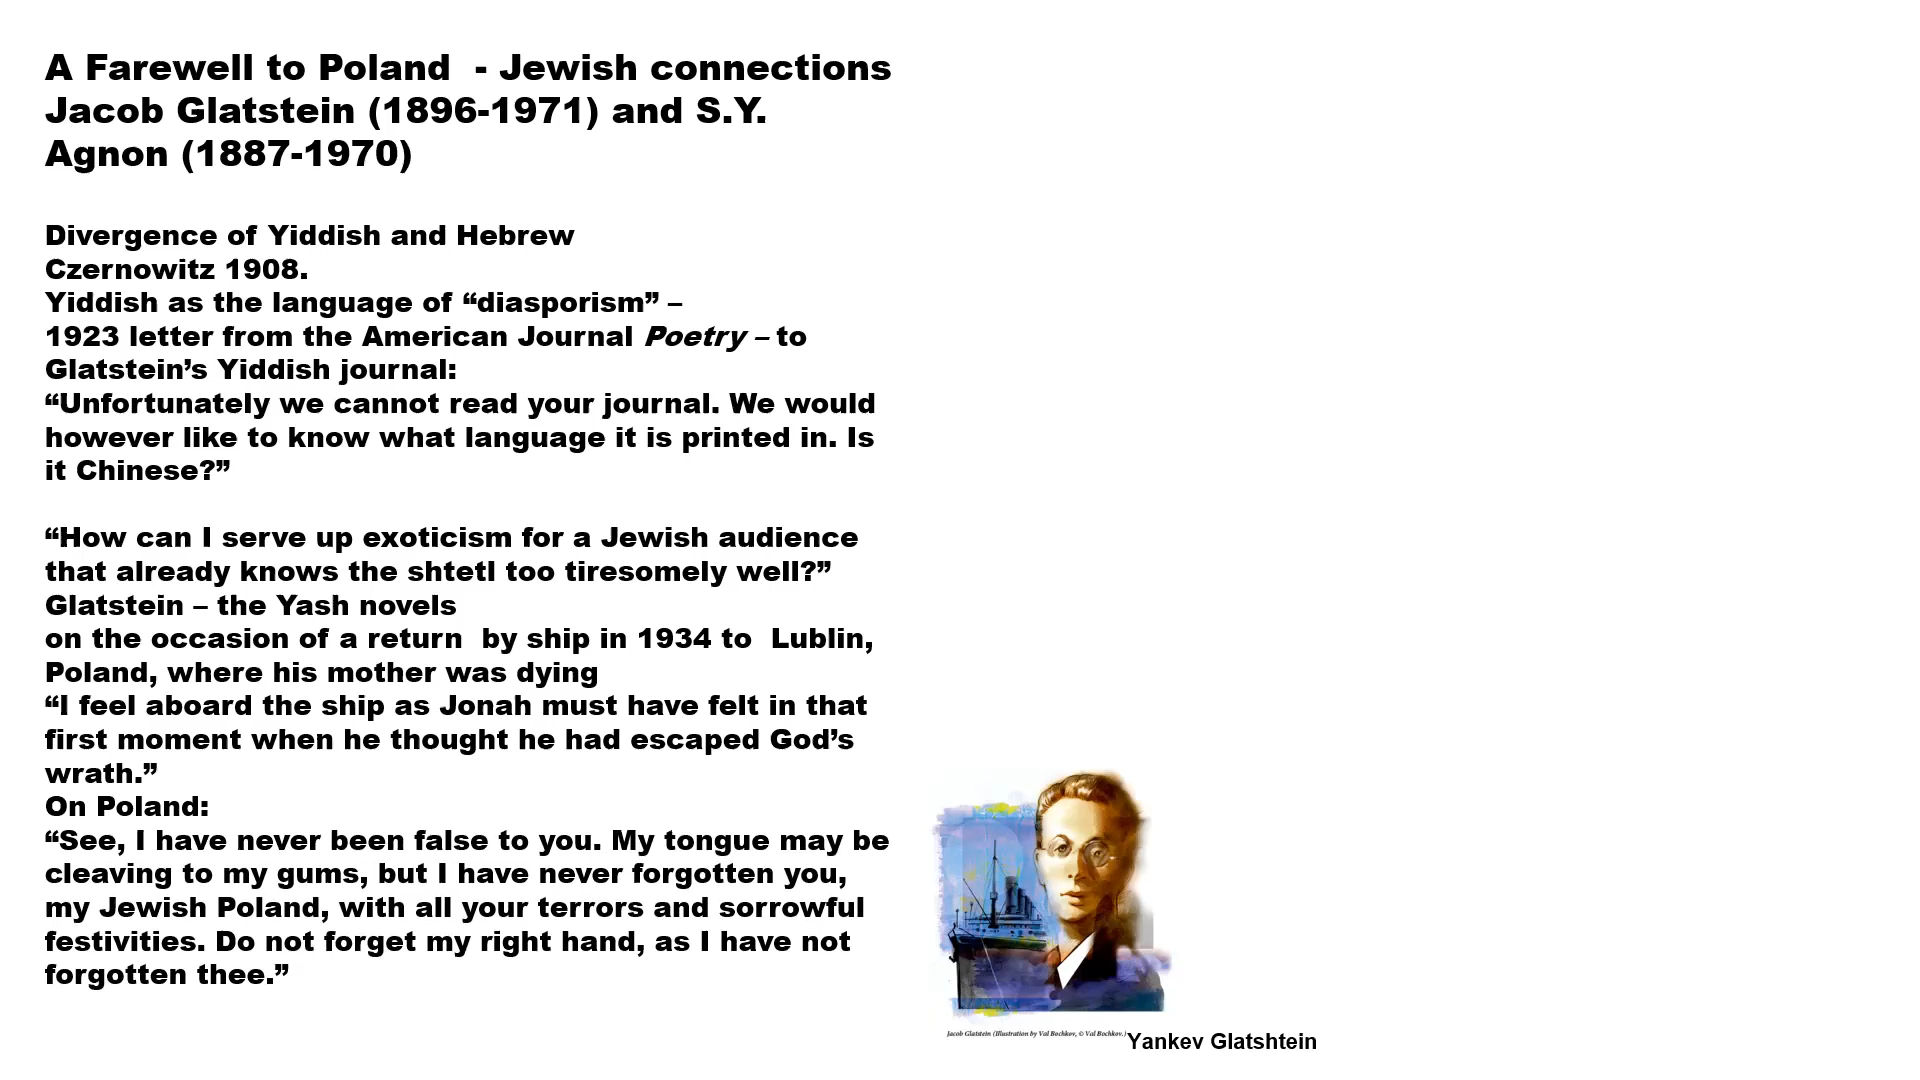 A Farewell to Poland  - Jewish connections
Jacob Glatstein (1896-1971) and S.Y.
Agnon (1887-1970)
Divergence of Yiddish and Hebrew
Czernowitz 1908.
Yiddish as the language of “diasporism” –
1923 letter from the American Journal Poetry – to
Glatstein’s Yiddish journal:
“Unfortunately we cannot read your journal. We would
however like to know what language it is printed in. Is
it Chinese?”
“How can I serve up exoticism for a Jewish audience
that already knows the shtetl too tiresomely well?”
Glatstein – the Yash novels
on the occasion of a return  by ship in 1934 to  Lublin,
Poland, where his mother was dying
“I feel aboard the ship as Jonah must have felt in that
first moment when he thought he had escaped God’s
wrath.”
On Poland:
“See, I have never been false to you. My tongue may be
cleaving to my gums, but I have never forgotten you,
my Jewish Poland, with all your terrors and sorrowful
festivities. Do not forget my right hand, as I have not
forgotten thee.”
Jacob Glatstein (Illustration by Val Bochkov, © Val Bochkov.)
Yankev Glatshtein